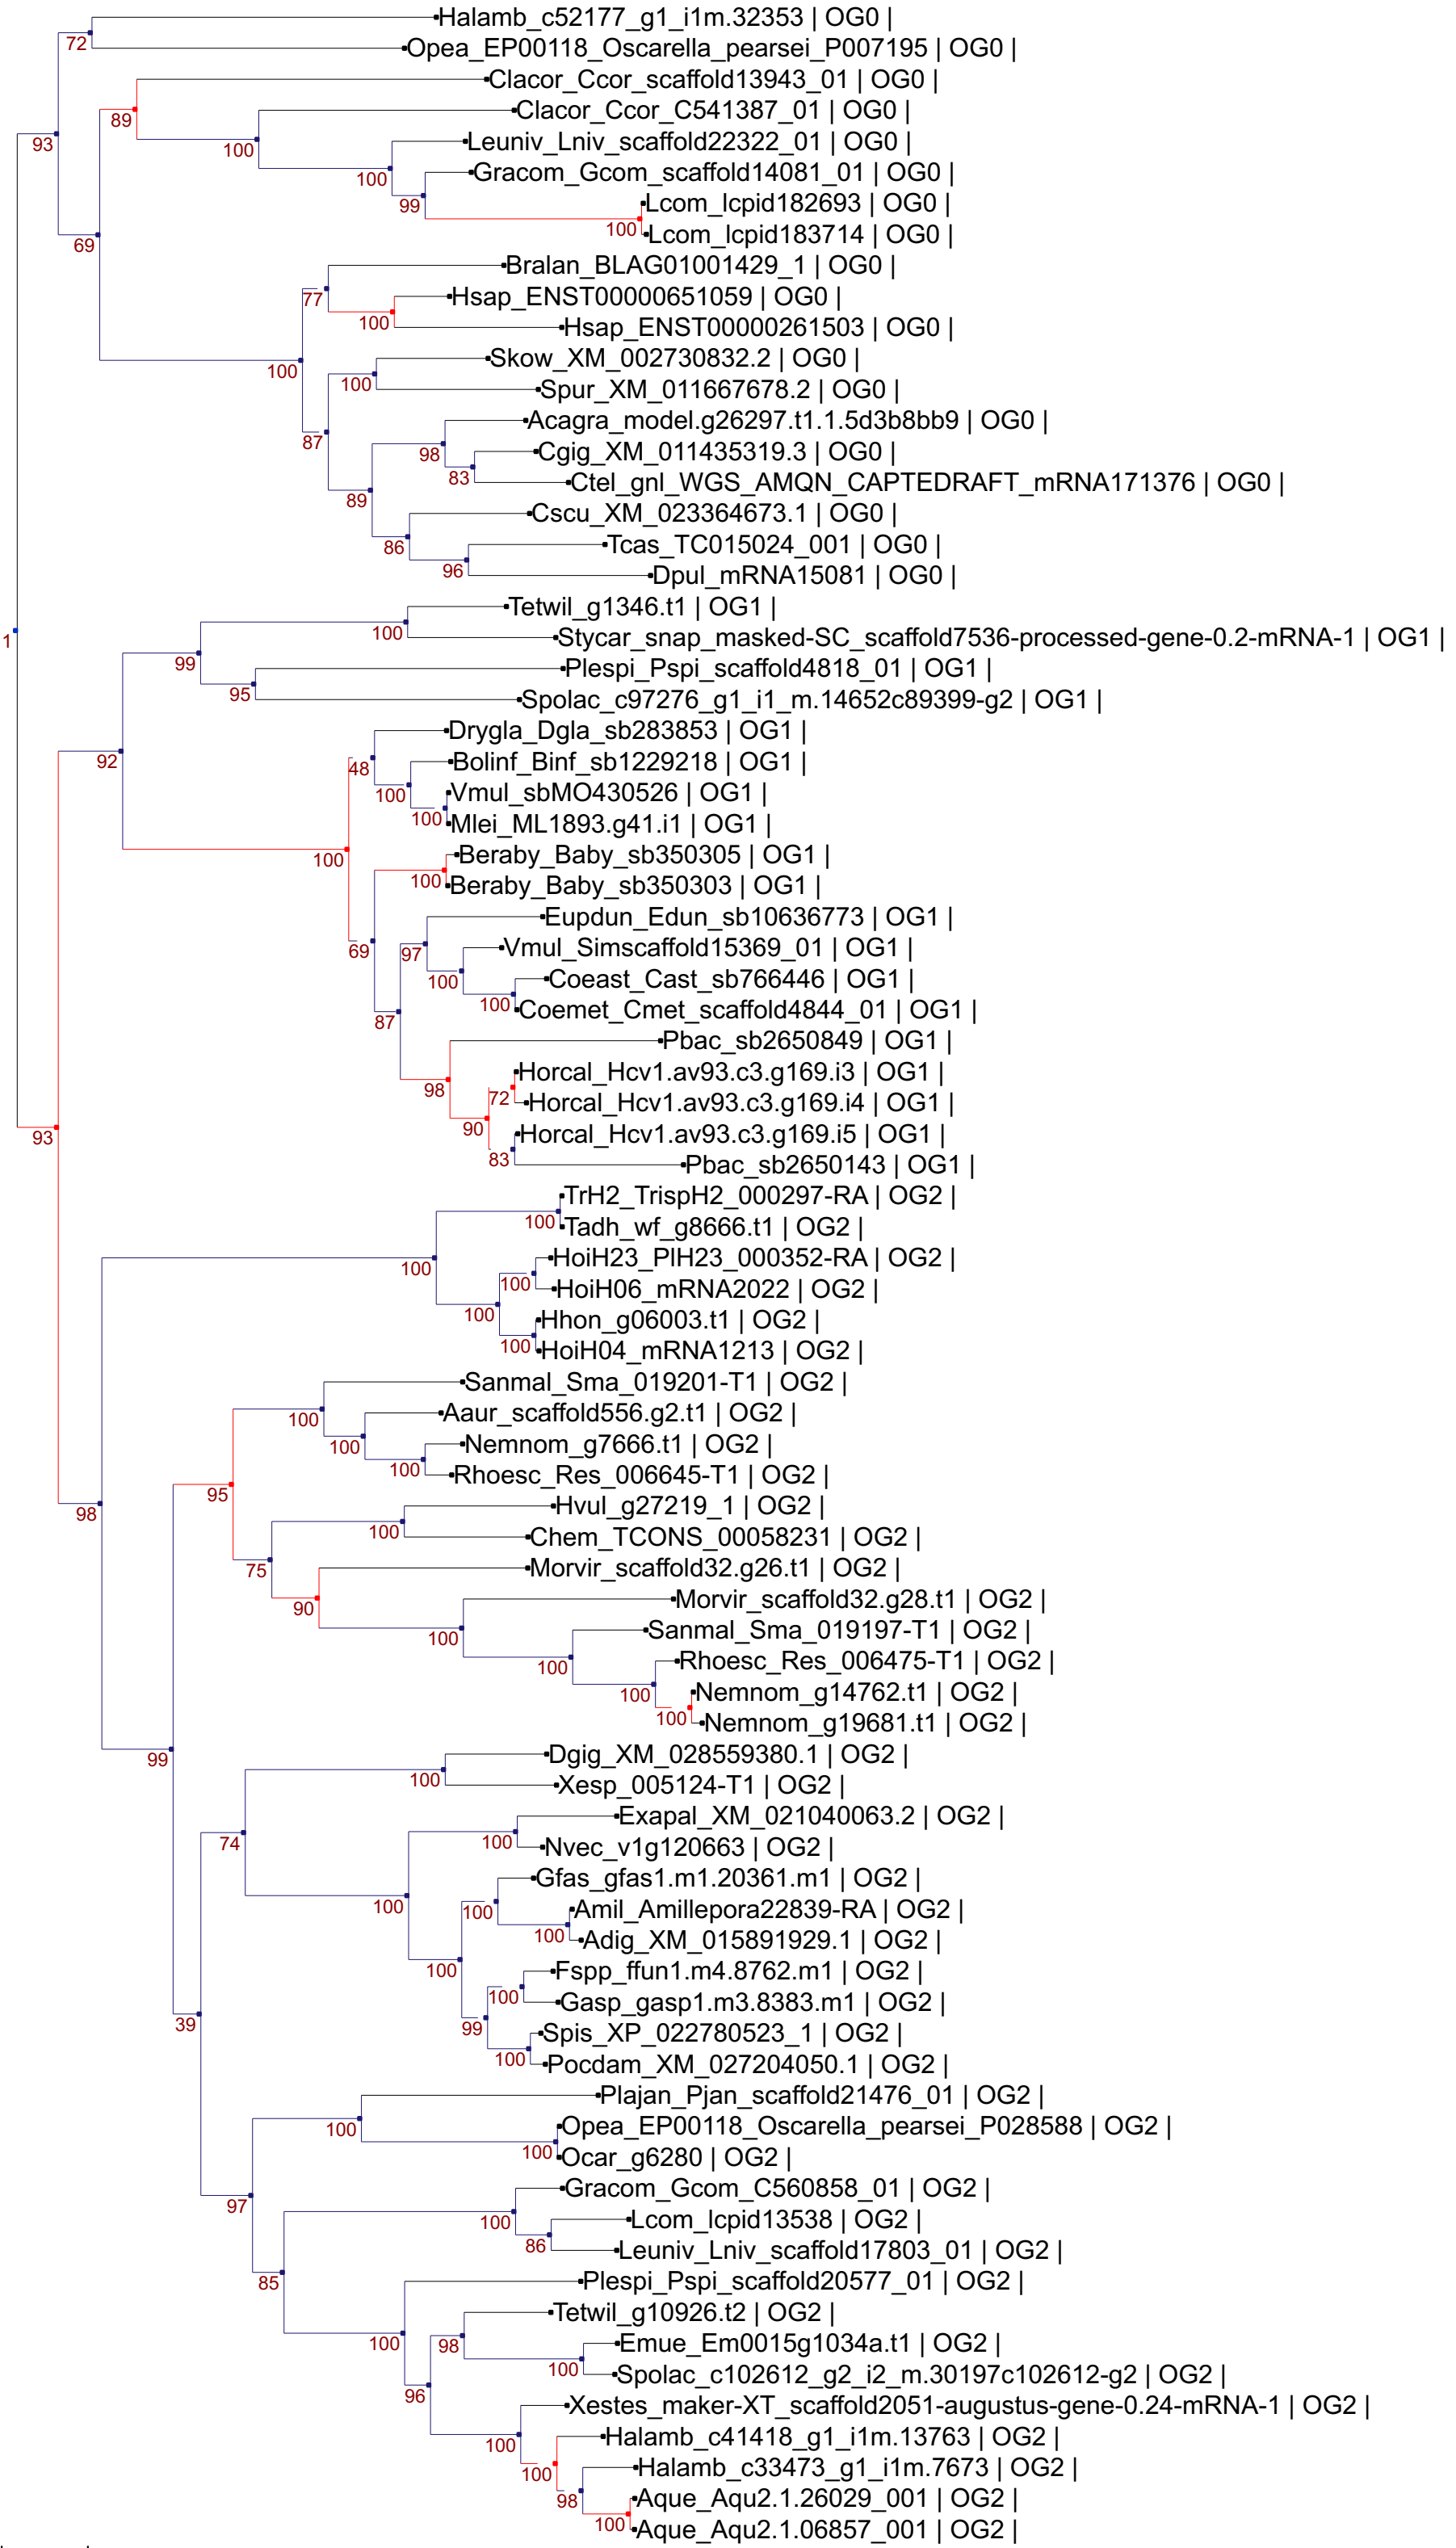 Halamb_c52177_g1_i1m.32353 | OG0 |
72
Opea_EP00118_Oscarella_pearsei_P007195 | OG0 |
Clacor_Ccor_scaffold13943_01 | OG0 |
89
Clacor_Ccor_C541387_01 | OG0 |
93
Leuniv_Lniv_scaffold22322_01 | OG0 |
100
Gracom_Gcom_scaffold14081_01 | OG0 |
100
99
Lcom_lcpid182693 | OG0 |
100
Lcom_lcpid183714 | OG0 |
69
Bralan_BLAG01001429_1 | OG0 |
77
Hsap_ENST00000651059 | OG0 |
100
Hsap_ENST00000261503 | OG0 |
100
Skow_XM_002730832.2 | OG0 |
100
Spur_XM_011667678.2 | OG0 |
87
Acagra_model.g26297.t1.1.5d3b8bb9 | OG0 |
98
Cgig_XM_011435319.3 | OG0 |
83
Ctel_gnl_WGS_AMQN_CAPTEDRAFT_mRNA171376 | OG0 |
89
Cscu_XM_023364673.1 | OG0 |
86
Tcas_TC015024_001 | OG0 |
96
Dpul_mRNA15081 | OG0 |
Tetwil_g1346.t1 | OG1 |
1
100
Stycar_snap_masked-SC_scaffold7536-processed-gene-0.2-mRNA-1 | OG1 |
99
Plespi_Pspi_scaffold4818_01 | OG1 |
95
Spolac_c97276_g1_i1_m.14652c89399-g2 | OG1 |
Drygla_Dgla_sb283853 | OG1 |
92
48
Bolinf_Binf_sb1229218 | OG1 |
100
Vmul_sbMO430526 | OG1 |
100
Mlei_ML1893.g41.i1 | OG1 |
100
Beraby_Baby_sb350305 | OG1 |
100
Beraby_Baby_sb350303 | OG1 |
Eupdun_Edun_sb10636773 | OG1 |
69
97
Vmul_Simscaffold15369_01 | OG1 |
100
Coeast_Cast_sb766446 | OG1 |
100
Coemet_Cmet_scaffold4844_01 | OG1 |
87
Pbac_sb2650849 | OG1 |
Horcal_Hcv1.av93.c3.g169.i3 | OG1 |
98
72
Horcal_Hcv1.av93.c3.g169.i4 | OG1 |
90
93
Horcal_Hcv1.av93.c3.g169.i5 | OG1 |
83
Pbac_sb2650143 | OG1 |
TrH2_TrispH2_000297-RA | OG2 |
100
Tadh_wf_g8666.t1 | OG2 |
HoiH23_PlH23_000352-RA | OG2 |
100
100
HoiH06_mRNA2022 | OG2 |
100
Hhon_g06003.t1 | OG2 |
100
HoiH04_mRNA1213 | OG2 |
Sanmal_Sma_019201-T1 | OG2 |
100
Aaur_scaffold556.g2.t1 | OG2 |
100
Nemnom_g7666.t1 | OG2 |
100
Rhoesc_Res_006645-T1 | OG2 |
95
Hvul_g27219_1 | OG2 |
98
100
Chem_TCONS_00058231 | OG2 |
75
Morvir_scaffold32.g26.t1 | OG2 |
90
Morvir_scaffold32.g28.t1 | OG2 |
100
Sanmal_Sma_019197-T1 | OG2 |
100
Rhoesc_Res_006475-T1 | OG2 |
100
Nemnom_g14762.t1 | OG2 |
100
Nemnom_g19681.t1 | OG2 |
99
Dgig_XM_028559380.1 | OG2 |
100
Xesp_005124-T1 | OG2 |
Exapal_XM_021040063.2 | OG2 |
74
100
Nvec_v1g120663 | OG2 |
Gfas_gfas1.m1.20361.m1 | OG2 |
100
100
Amil_Amillepora22839-RA | OG2 |
100
Adig_XM_015891929.1 | OG2 |
100
Fspp_ffun1.m4.8762.m1 | OG2 |
100
Gasp_gasp1.m3.8383.m1 | OG2 |
39
99
Spis_XP_022780523_1 | OG2 |
100
Pocdam_XM_027204050.1 | OG2 |
Plajan_Pjan_scaffold21476_01 | OG2 |
100
Opea_EP00118_Oscarella_pearsei_P028588 | OG2 |
100
Ocar_g6280 | OG2 |
Gracom_Gcom_C560858_01 | OG2 |
97
100
Lcom_lcpid13538 | OG2 |
86
Leuniv_Lniv_scaffold17803_01 | OG2 |
85
Plespi_Pspi_scaffold20577_01 | OG2 |
Tetwil_g10926.t2 | OG2 |
100
98
Emue_Em0015g1034a.t1 | OG2 |
100
Spolac_c102612_g2_i2_m.30197c102612-g2 | OG2 |
96
Xestes_maker-XT_scaffold2051-augustus-gene-0.24-mRNA-1 | OG2 |
100
Halamb_c41418_g1_i1m.13763 | OG2 |
100
Halamb_c33473_g1_i1m.7673 | OG2 |
98
Aque_Aqu2.1.26029_001 | OG2 |
100
Aque_Aqu2.1.06857_001 | OG2 |